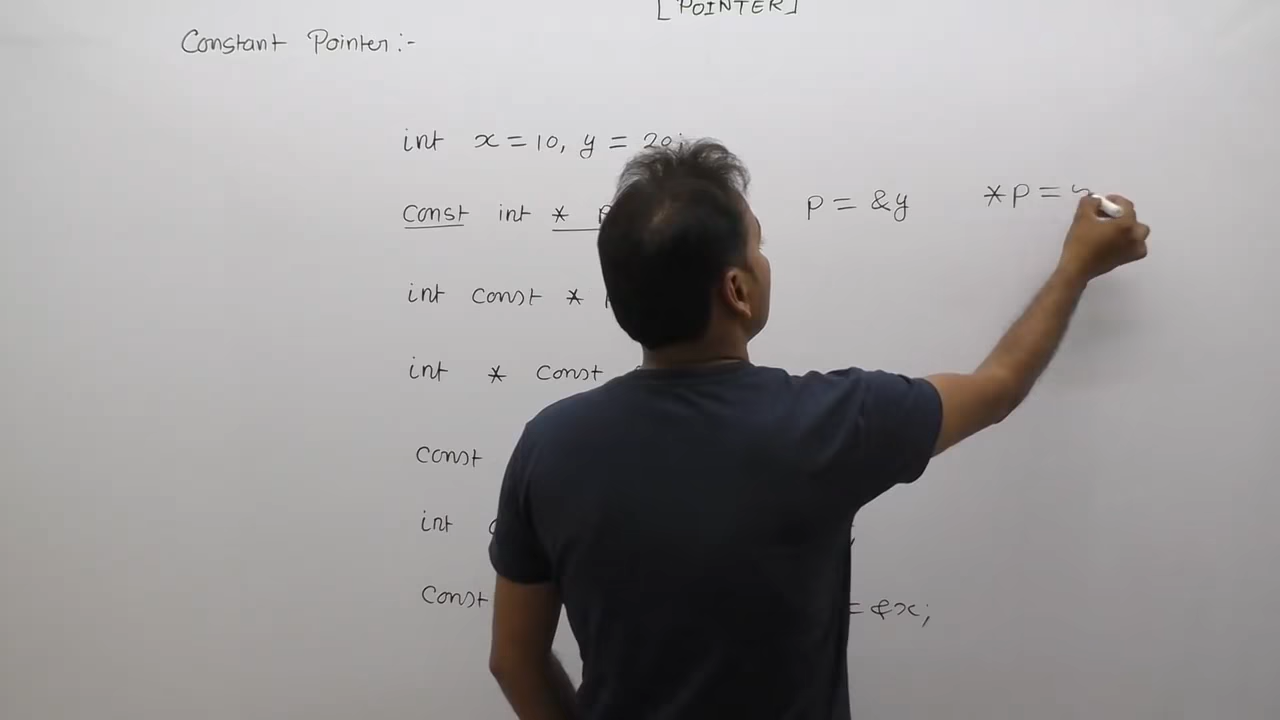 [POINTER]
Constant Pointer:-
int x = 10, y = 20;
const int * P
p = &y
*p =
int const *
int * const
const
int
const
= &x;